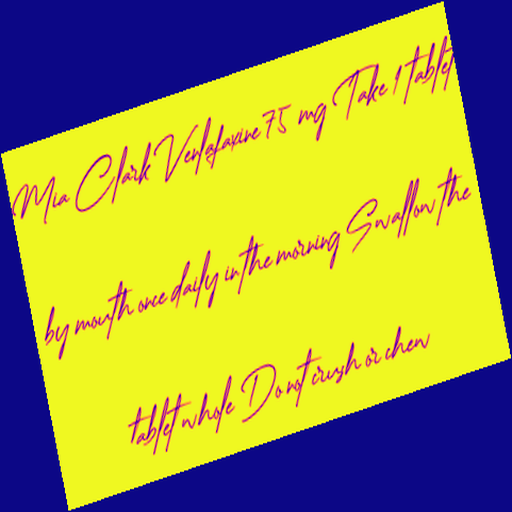 Mia Clark Venlafaxine 75 mg Take 1 tablet
by mouth once daily in the morning Swallow the
tablet whole Do not crush or chew